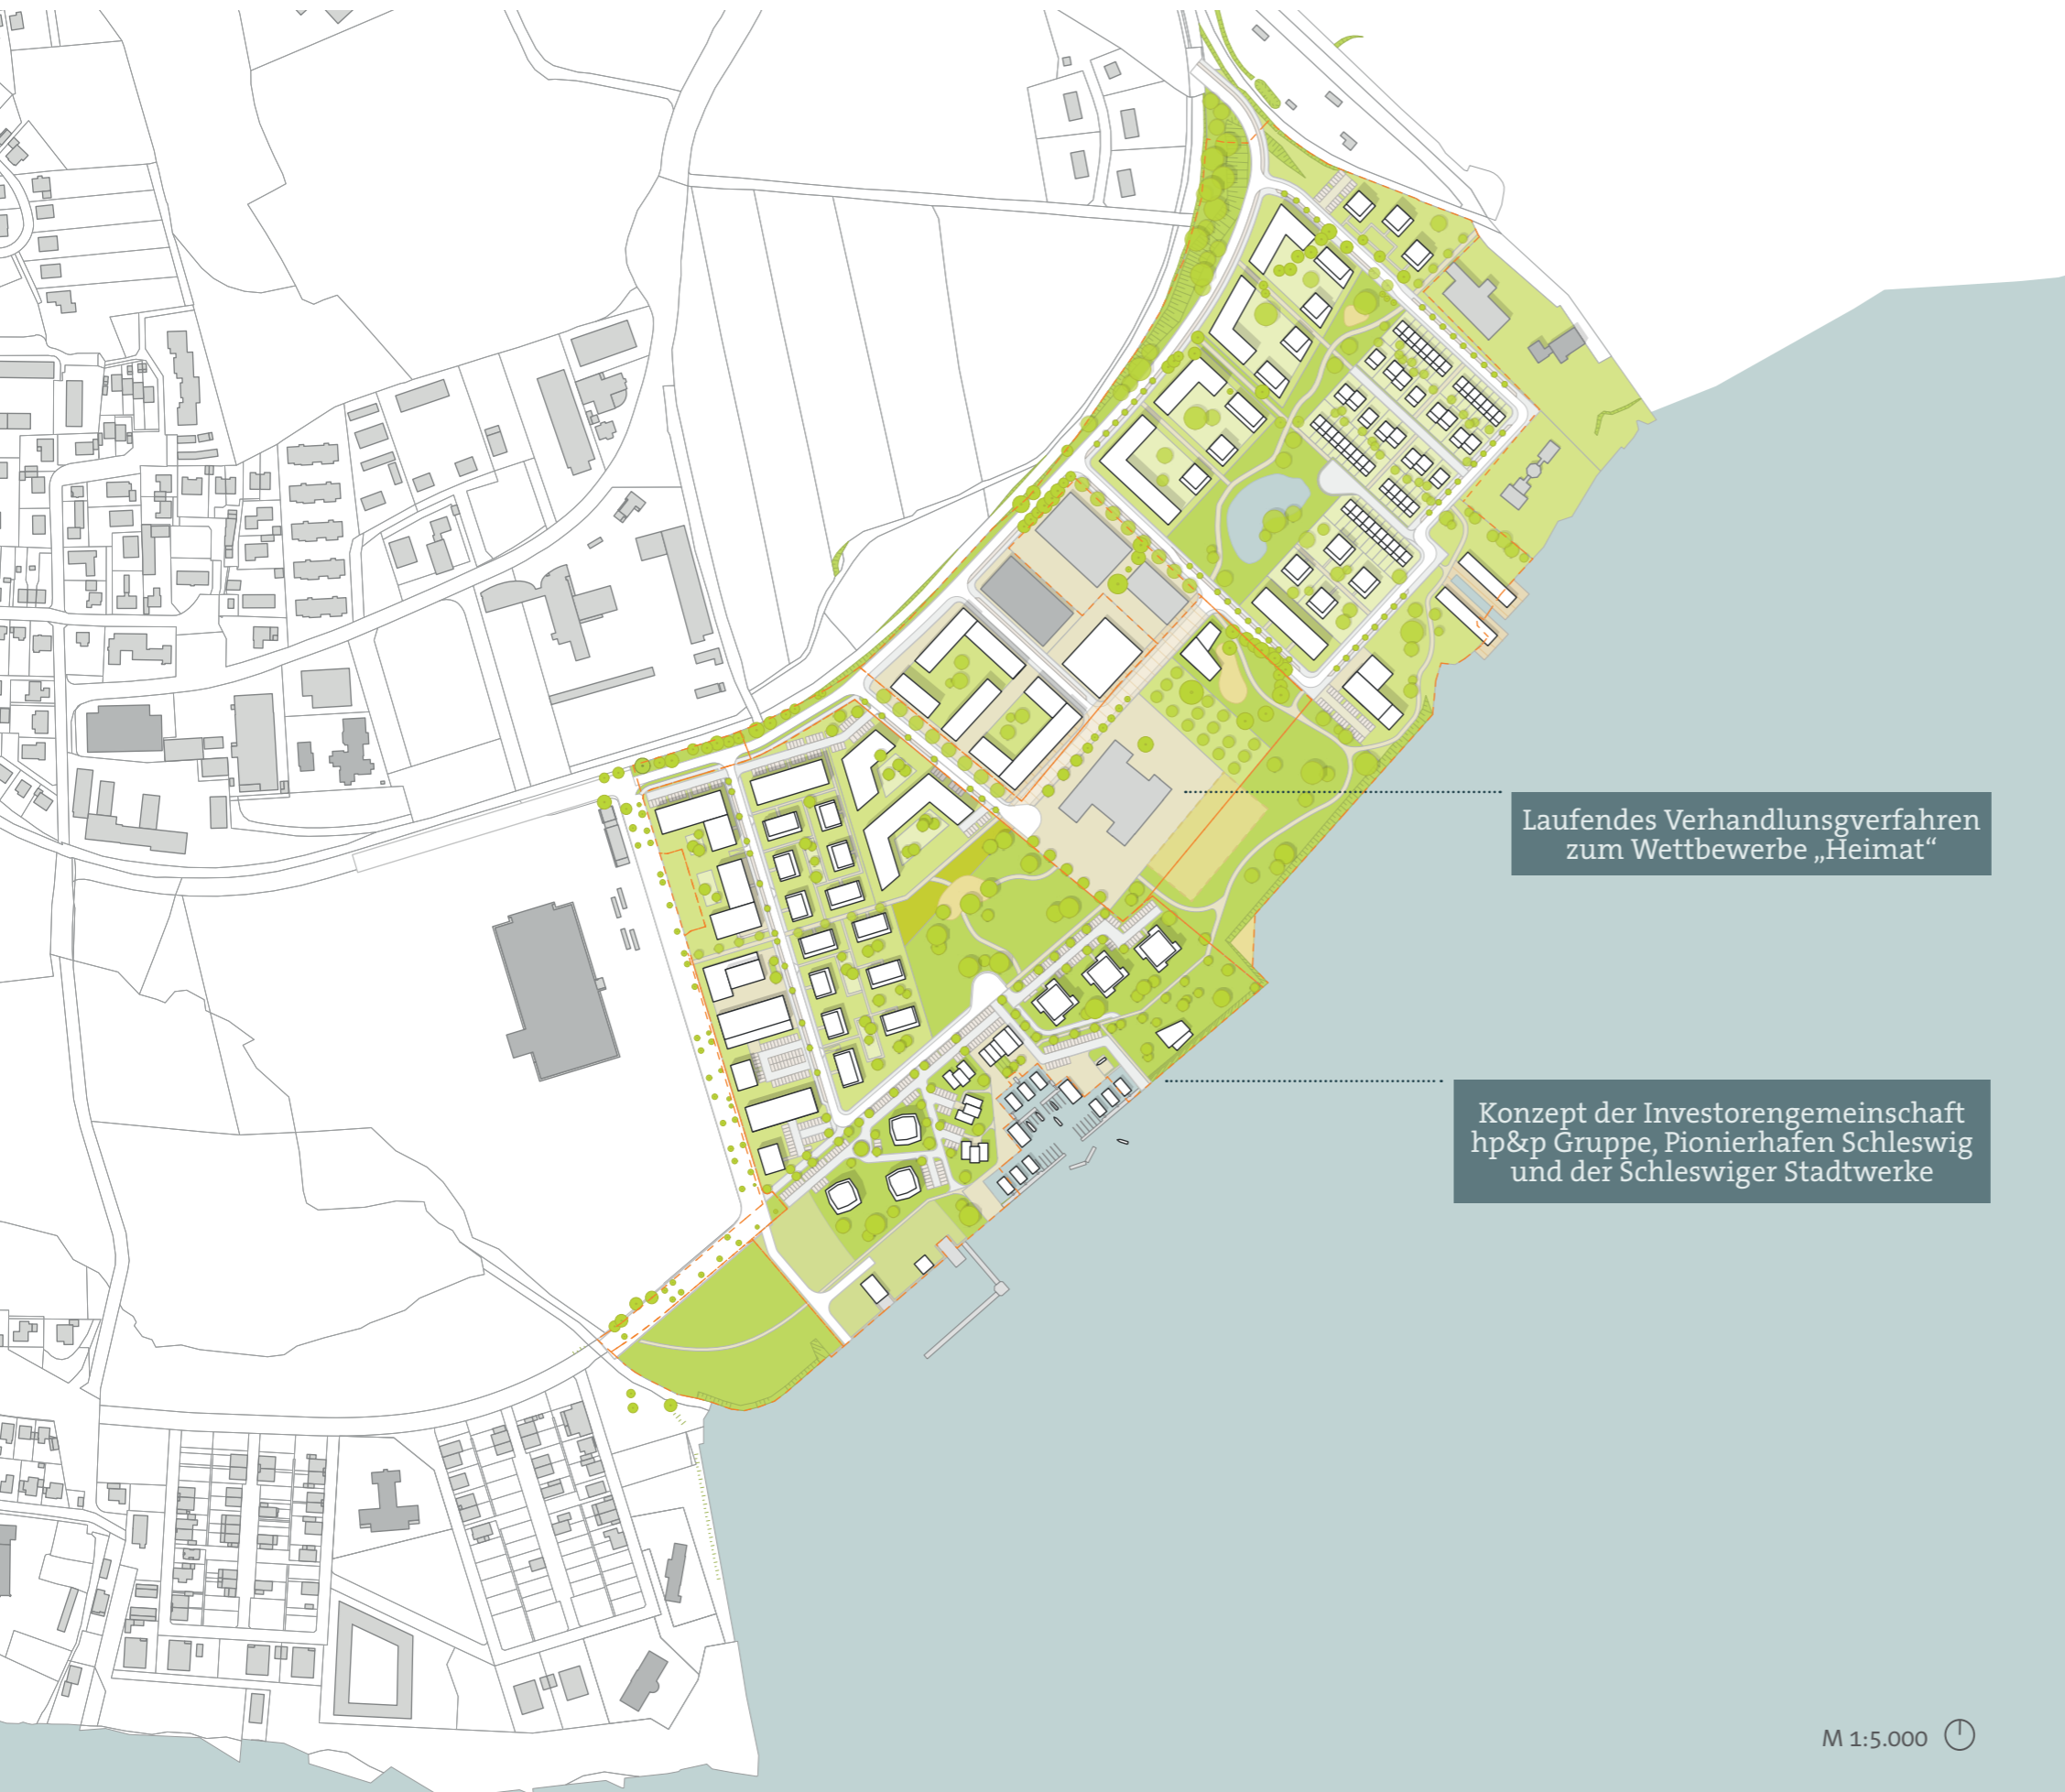 Laufendes Verhandlunsgverfahren
zum Wettbewerbe „Heimat“
Konzept der Investorengemeinschaft
hp&p Gruppe, Pionierhafen Schleswig
und der Schleswiger Stadtwerke
M 1:5.000